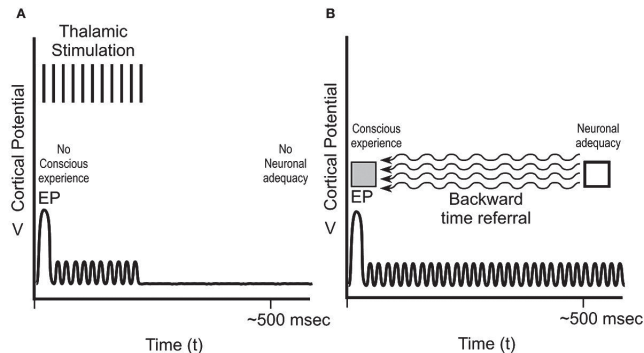 A
Thalamic
Stimulation
No
Conscious
experience
No
Neuronal
adequacy
EP
V Cortical Potential
~500 msec
Time (t)
B
Conscious
experience
Neuronal
adequacy
EP
Backward
time referral
V Cortical Potential
~500 msec
Time (t)